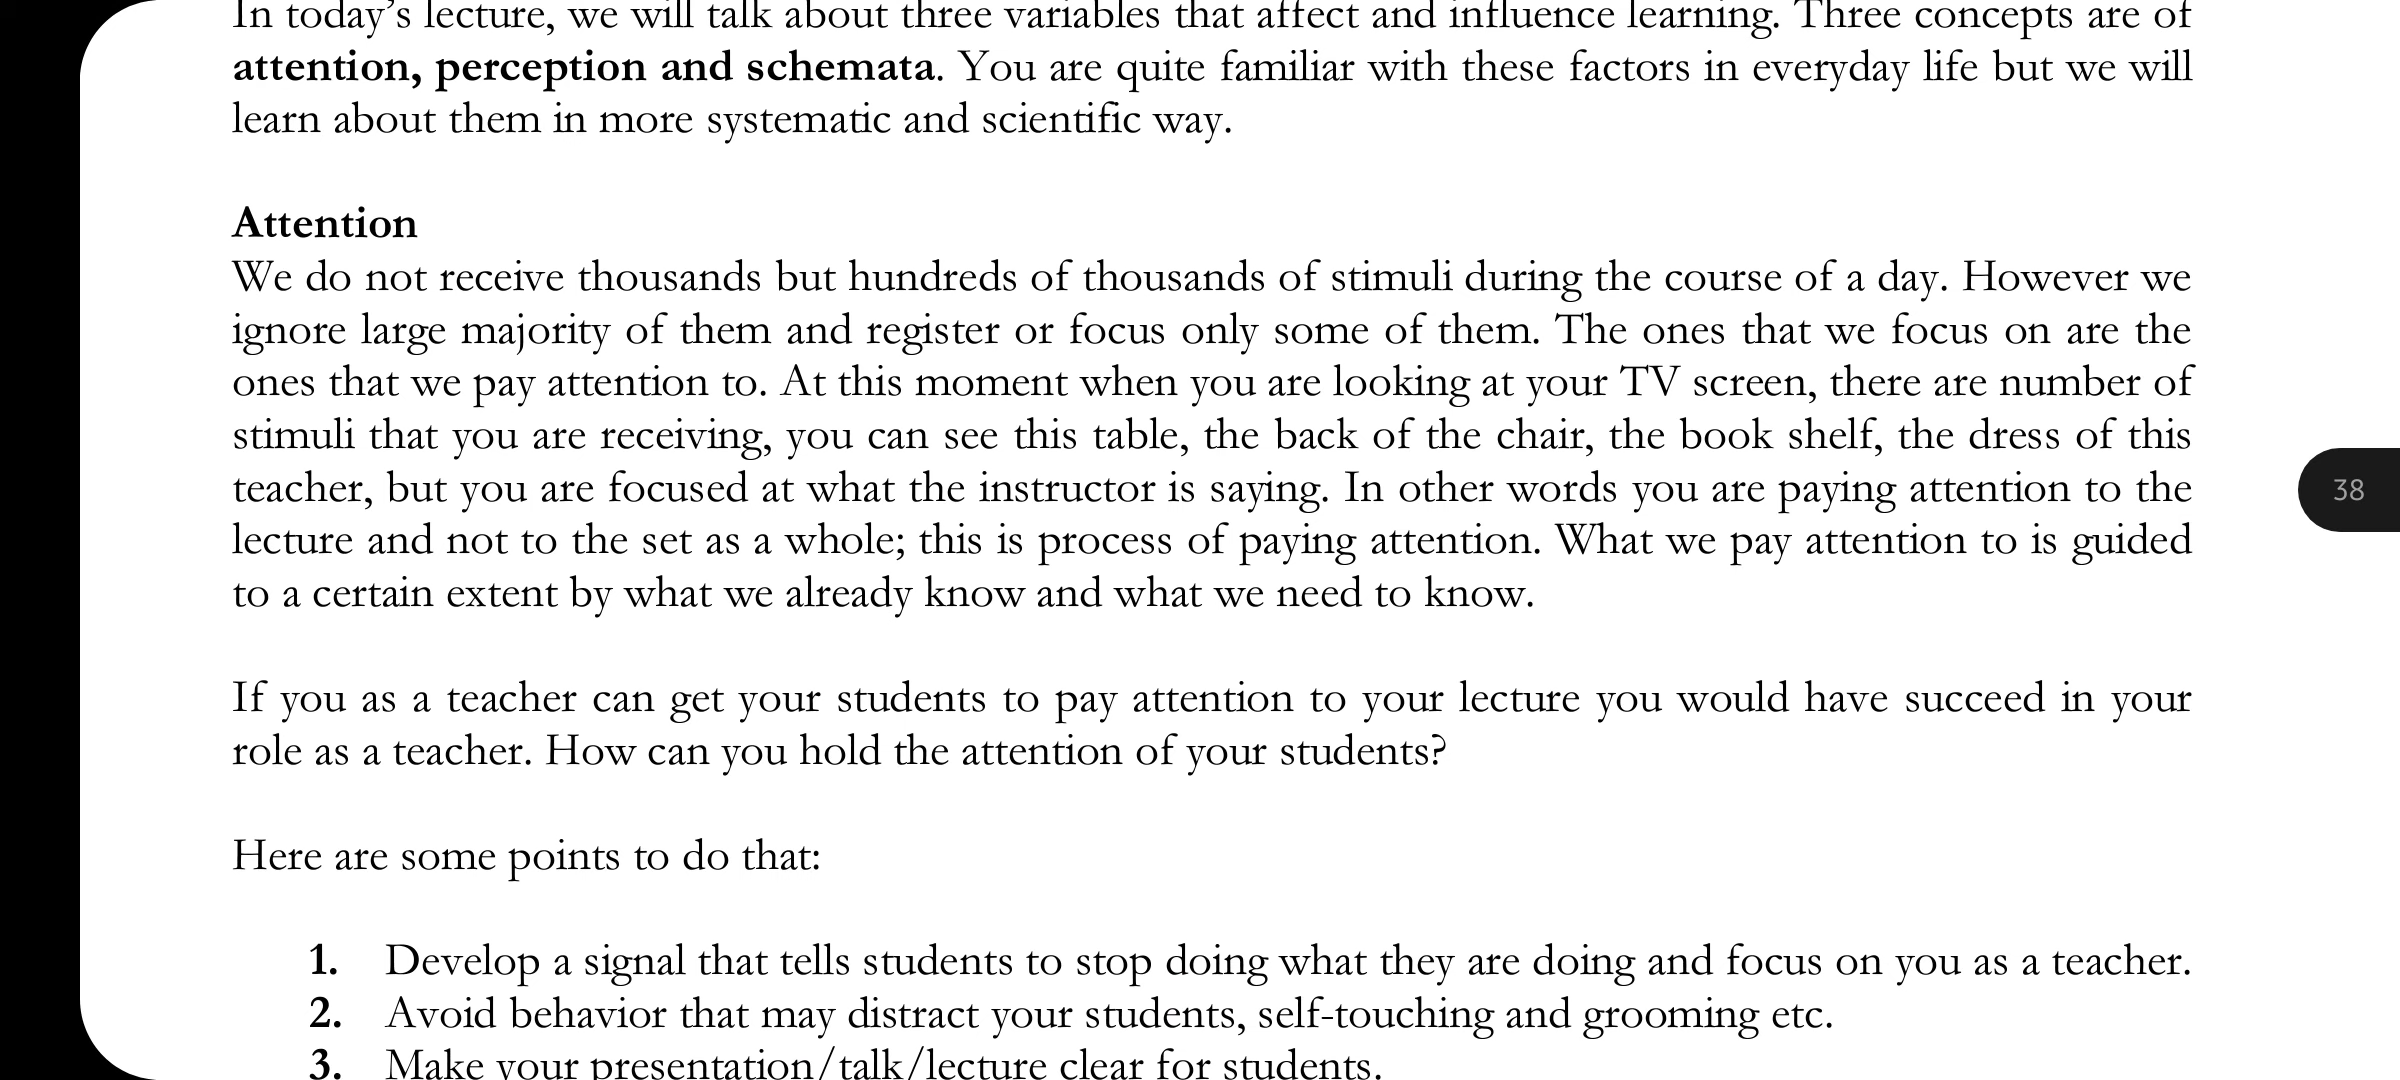 In today’s lecture, we will talk about three variables that affect and influence learning. Three concepts are of
attention, perception and schemata. You are quite familiar with these factors in everyday life but we will
learn about them in more systematic and scientific way.
Attention
We do not receive thousands but hundreds of thousands of stimuli during the course of a day. However we
ignore large majority of them and register or focus only some of them. The ones that we focus on are the
ones that we pay attention to. At this moment when you are looking at your TV screen, there are number of
stimuli that you are receiving, you can see this table, the back of the chair, the book shelf, the dress of this
teacher, but you are focused at what the instructor is saying. In other words you are paying attention to the
lecture and not to the set as a whole; this is process of paying attention. What we pay attention to is guided
to a certain extent by what we already know and what we need to know.
If you as a teacher can get your students to pay attention to your lecture you would have succeed in your
role as a teacher. How can you hold the attention of your students?
Here are some points to do that:
1. Develop a signal that tells students to stop doing what they are doing and focus on you as a teacher.
2. Avoid behavior that may distract your students, self-touching and grooming etc.
3. Make your presentation/talk/lecture clear for students.
38